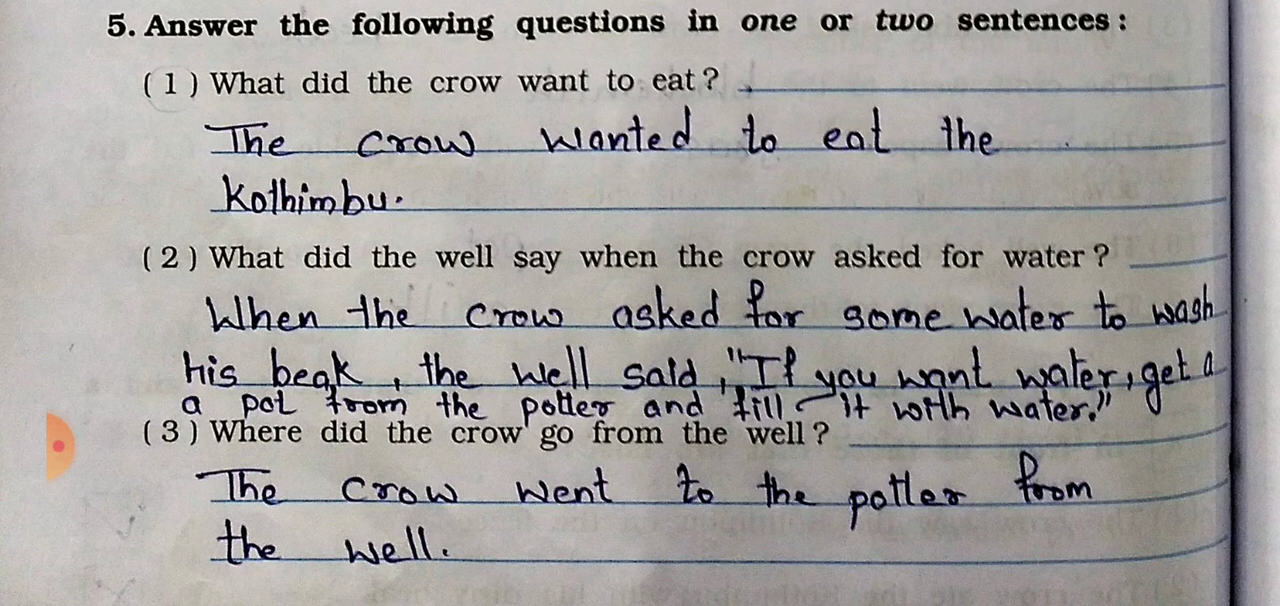 5. Answer the following questions in one or two sentences :
( 1 ) What did the crow want to eat ?
The crow wanted to eat the
Kothimbu.
( 2 ) What did the well say when the crow asked for water ?
When the crow asked for some water to wash
his beak, the well said, "If you want water, get a
a pot from the potter and fill it with water."
( 3 ) Where did the crow go from the well ?
The crow went to the potter from
the well.